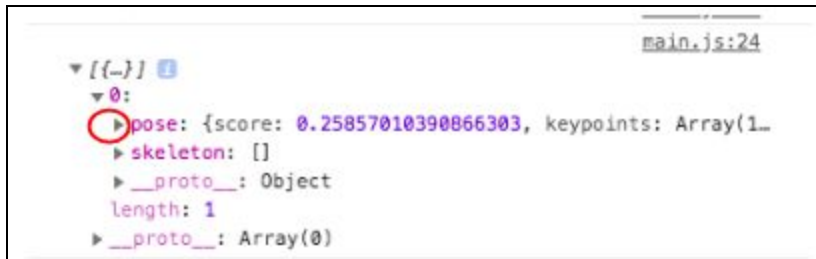 main.js:24
▼[{…}] i
▼0:
▶pose: {score: 0.25857010390866303, keypoints: Array(1…
▶skeleton: []
▶__proto__: Object
length: 1
▶__proto__: Array(0)